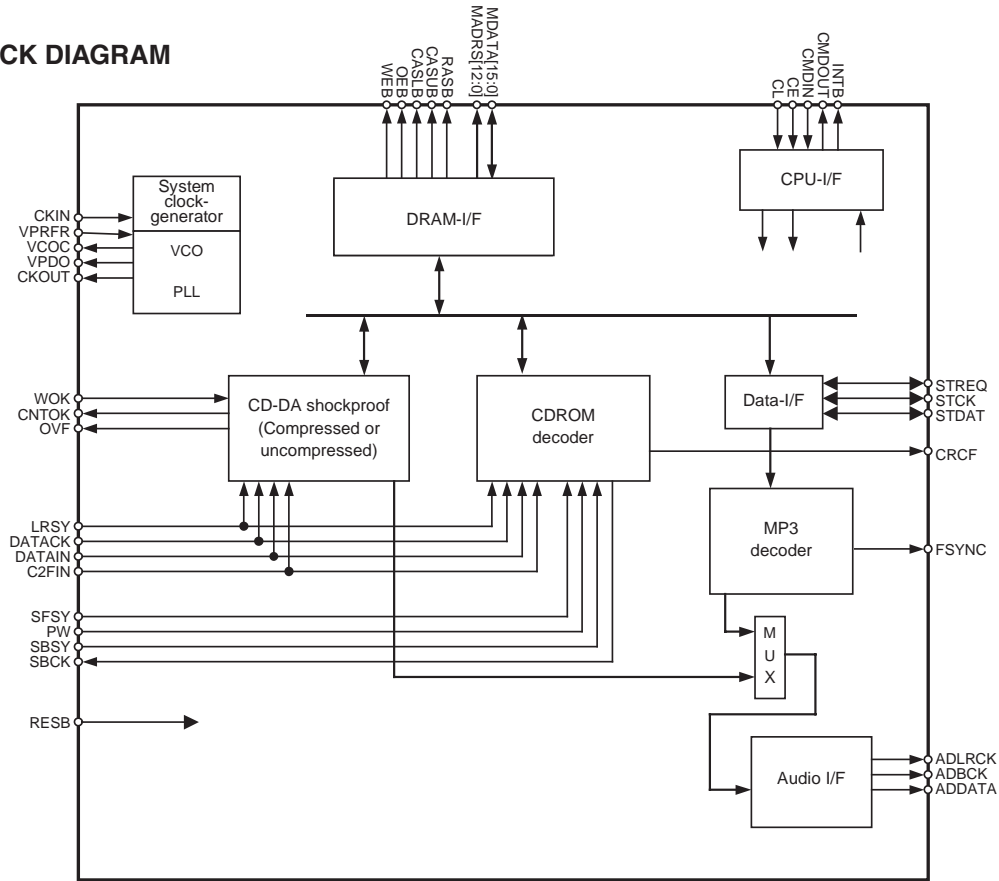 CK DIAGRAM
WEB
OEB
CASLB
CASUB
RASB
MADRS[12:0]
MDATA[15:0]
CL
CE
CMDIN
CMDOUT
INTB
System
clock-
generator
VCO
PLL
DRAM-I/F
CPU-I/F
CKIN
VPRFR
VCOC
VPDO
CKOUT
WOK
CNTOK
OVF
CD-DA shockproof
(Compressed or
uncompressed)
CDROM
decoder
Data-I/F
STREQ
STCK
STDAT
CRCF
LRSY
DATACK
DATAIN
C2FIN
MP3
decoder
FSYNC
SFSY
PW
SBSY
SBCK
M
U
X
RESB
Audio I/F
ADLRCK
ADBCK
ADDATA